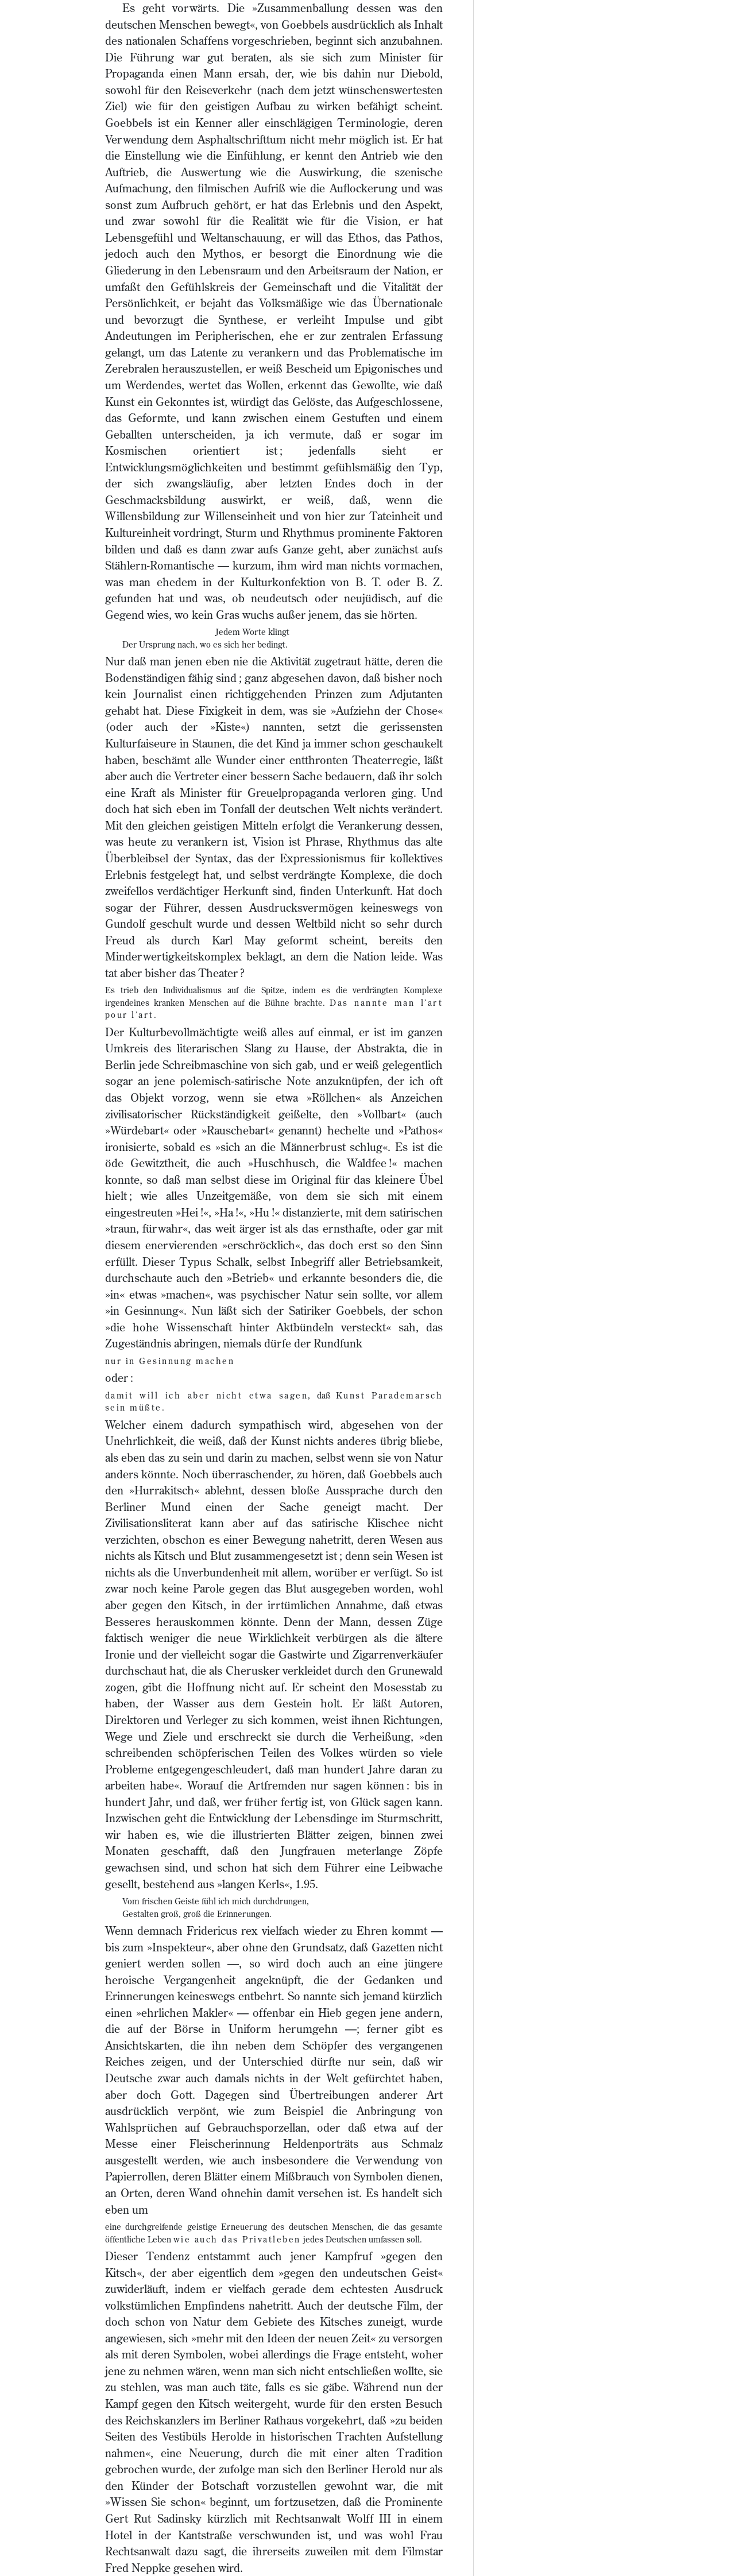 Es geht vorwärts. Die »Zusammenballung dessen was den
deutschen Menschen bewegt«, von Goebbels ausdrücklich als Inhalt
des nationalen Schaffens vorgeschrieben, beginnt sich anzubahnen.
Die Führung war gut beraten, als sie sich zum Minister für
Propaganda einen Mann ersah, der, wie bis dahin nur Diebold,
sowohl für den Reiseverkehr (nach dem jetzt wünschenswertesten
Ziel) wie für den geistigen Aufbau zu wirken befähigt scheint.
Goebbels ist ein Kenner aller einschlägigen Terminologie, deren
Verwendung dem Asphaltschrifttum nicht mehr möglich ist. Er hat
die Einstellung wie die Einfühlung, er kennt den Antrieb wie den
Auftrieb, die Auswertung wie die Auswirkung, die szenische
Aufmachung, den filmischen Aufriß wie die Auflockerung und was
sonst zum Aufbruch gehört, er hat das Erlebnis und den Aspekt,
und zwar sowohl für die Realität wie für die Vision, er hat
Lebensgefühl und Weltanschauung, er will das Ethos, das Pathos,
jedoch auch den Mythos, er besorgt die Einordnung wie die
Gliederung in den Lebensraum und den Arbeitsraum der Nation, er
umfaßt den Gefühlskreis der Gemeinschaft und die Vitalität der
Persönlichkeit, er bejaht das Volksmäßige wie das Übernationale
und bevorzugt die Synthese, er verleiht Impulse und gibt
Andeutungen im Peripherischen, ehe er zur zentralen Erfassung
gelangt, um das Latente zu verankern und das Problematische im
Zerebralen herauszustellen, er weiß Bescheid um Epigonisches und
um Werdendes, wertet das Wollen, erkennt das Gewollte, wie daß
Kunst ein Gekonntes ist, würdigt das Gelöste, das Aufgeschlossene,
das Geformte, und kann zwischen einem Gestuften und einem
Geballten unterscheiden, ja ich vermute, daß er sogar im
Kosmischen orientiert ist; jedenfalls sieht er
Entwicklungsmöglichkeiten und bestimmt gefühlsmäßig den Typ,
der sich zwangsläufig, aber letzten Endes doch in der
Geschmacksbildung auswirkt, er weiß, daß, wenn die
Willensbildung zur Willenseinheit und von hier zur Tateinheit und
Kultureinheit vordringt, Sturm und Rhythmus prominente Faktoren
bilden und daß es dann zwar aufs Ganze geht, aber zunächst aufs
Stählern-Romantische — kurzum, ihm wird man nichts vormachen,
was man ehedem in der Kulturkonfektion von B. T. oder B. Z.
gefunden hat und was, ob neudeutsch oder neujüdisch, auf die
Gegend wies, wo kein Gras wuchs außer jenem, das sie hörten.
Jedem Worte klingt
Der Ursprung nach, wo es sich her bedingt.
Nur daß man jenen eben nie die Aktivität zugetraut hätte, deren die
Bodenständigen fähig sind; ganz abgesehen davon, daß bisher noch
kein Journalist einen richtiggehenden Prinzen zum Adjutanten
gehabt hat. Diese Fixigkeit in dem, was sie »Aufziehn der Chose«
(oder auch der »Kiste«) nannten, setzt die gerissensten
Kulturfaiseure in Staunen, die det Kind ja immer schon geschaukelt
haben, beschämt alle Wunder einer entthronten Theaterregie, läßt
aber auch die Vertreter einer bessern Sache bedauern, daß ihr solch
eine Kraft als Minister für Greuelpropaganda verloren ging. Und
doch hat sich eben im Tonfall der deutschen Welt nichts verändert.
Mit den gleichen geistigen Mitteln erfolgt die Verankerung dessen,
was heute zu verankern ist, Vision ist Phrase, Rhythmus das alte
Überbleibsel der Syntax, das der Expressionismus für kollektives
Erlebnis festgelegt hat, und selbst verdrängte Komplexe, die doch
zweifellos verdächtiger Herkunft sind, finden Unterkunft. Hat doch
sogar der Führer, dessen Ausdrucksvermögen keineswegs von
Gundolf geschult wurde und dessen Weltbild nicht so sehr durch
Freud als durch Karl May geformt scheint, bereits den
Minderwertigkeitskomplex beklagt, an dem die Nation leide. Was
tat aber bisher das Theater?
Es trieb den Individualismus auf die Spitze, indem es die verdrängten Komplexe
irgendeines kranken Menschen auf die Bühne brachte. Das nannte man l'art
pour l'art.
Der Kulturbevollmächtigte weiß alles auf einmal, er ist im ganzen
Umkreis des literarischen Slang zu Hause, der Abstrakta, die in
Berlin jede Schreibmaschine von sich gab, und er weiß gelegentlich
sogar an jene polemisch-satirische Note anzuknüpfen, der ich oft
das Objekt vorzog, wenn sie etwa »Röllchen« als Anzeichen
zivilisatorischer Rückständigkeit geißelte, den »Vollbart« (auch
»Würdebart« oder »Rauschebart« genannt) hechelte und »Pathos«
ironisierte, sobald es »sich an die Männerbrust schlug«. Es ist die
öde Gewitztheit, die auch »Huschhusch, die Waldfee!« machen
konnte, so daß man selbst diese im Original für das kleinere Übel
hielt; wie alles Unzeitgemäße, von dem sie sich mit einem
eingestreuten »Hei!«, »Ha!«, »Hu!« distanzierte, mit dem satirischen
»traun, fürwahr«, das weit ärger ist als das ernsthafte, oder gar mit
diesem enervierenden »erschröcklich«, das doch erst so den Sinn
erfüllt. Dieser Typus Schalk, selbst Inbegriff aller Betriebsamkeit,
durchschaute auch den »Betrieb« und erkannte besonders die, die
»in« etwas »machen«, was psychischer Natur sein sollte, vor allem
»in Gesinnung«. Nun läßt sich der Satiriker Goebbels, der schon
»die hohe Wissenschaft hinter Aktbündeln versteckt« sah, das
Zugeständnis abringen, niemals dürfe der Rundfunk
nur in Gesinnung machen
oder:
damit will ich aber nicht etwa sagen, daß Kunst Parademarsch
sein müßte.
Welcher einem dadurch sympathisch wird, abgesehen von der
Unehrlichkeit, die weiß, daß der Kunst nichts anderes übrig bliebe,
als eben das zu sein und darin zu machen, selbst wenn sie von Natur
anders könnte. Noch überraschender, zu hören, daß Goebbels auch
den »Hurrakitsch« ablehnt, dessen bloße Aussprache durch den
Berliner Mund einen der Sache geneigt macht. Der
Zivilisationsliterat kann aber auf das satirische Klischee nicht
verzichten, obschon es einer Bewegung nahetritt, deren Wesen aus
nichts als Kitsch und Blut zusammengesetzt ist; denn sein Wesen ist
nichts als die Unverbundenheit mit allem, worüber er verfügt. So ist
zwar noch keine Parole gegen das Blut ausgegeben worden, wohl
aber gegen den Kitsch, in der irrtümlichen Annahme, daß etwas
Besseres herauskommen könnte. Denn der Mann, dessen Züge
faktisch weniger die neue Wirklichkeit verbürgen als die ältere
Ironie und der vielleicht sogar die Gastwirte und Zigarrenverkäufer
durchschaut hat, die als Cherusker verkleidet durch den Grunewald
zogen, gibt die Hoffnung nicht auf. Er scheint den Mosesstab zu
haben, der Wasser aus dem Gestein holt. Er läßt Autoren,
Direktoren und Verleger zu sich kommen, weist ihnen Richtungen,
Wege und Ziele und erschreckt sie durch die Verheißung, »den
schreibenden schöpferischen Teilen des Volkes würden so viele
Probleme entgegengeschleudert, daß man hundert Jahre daran zu
arbeiten habe«. Worauf die Artfremden nur sagen können: bis in
hundert Jahr, und daß, wer früher fertig ist, von Glück sagen kann.
Inzwischen geht die Entwicklung der Lebensdinge im Sturmschritt,
wir haben es, wie die illustrierten Blätter zeigen, binnen zwei
Monaten geschafft, daß den Jungfrauen meterlange Zöpfe
gewachsen sind, und schon hat sich dem Führer eine Leibwache
gesellt, bestehend aus »langen Kerls«, 1.95.
Vom frischen Geiste fühl ich mich durchdrungen,
Gestalten groß, groß die Erinnerungen.
Wenn demnach Fridericus rex vielfach wieder zu Ehren kommt —
bis zum »Inspekteur«, aber ohne den Grundsatz, daß Gazetten nicht
geniert werden sollen —, so wird doch auch an eine jüngere
heroische Vergangenheit angeknüpft, die der Gedanken und
Erinnerungen keineswegs entbehrt. So nannte sich jemand kürzlich
einen »ehrlichen Makler« — offenbar ein Hieb gegen jene andern,
die auf der Börse in Uniform herumgehn —; ferner gibt es
Ansichtskarten, die ihn neben dem Schöpfer des vergangenen
Reiches zeigen, und der Unterschied dürfte nur sein, daß wir
Deutsche zwar auch damals nichts in der Welt gefürchtet haben,
aber doch Gott. Dagegen sind Übertreibungen anderer Art
ausdrücklich verpönt, wie zum Beispiel die Anbringung von
Wahlsprüchen auf Gebrauchsporzellan, oder daß etwa auf der
Messe einer Fleischerinnung Heldenporträts aus Schmalz
ausgestellt werden, wie auch insbesondere die Verwendung von
Papierrollen, deren Blätter einem Mißbrauch von Symbolen dienen,
an Orten, deren Wand ohnehin damit versehen ist. Es handelt sich
eben um
eine durchgreifende geistige Erneuerung des deutschen Menschen, die das gesamte
öffentliche Leben wie auch das Privatleben jedes Deutschen umfassen soll.
Dieser Tendenz entstammt auch jener Kampfruf »gegen den
Kitsch«, der aber eigentlich dem »gegen den undeutschen Geist«
zuwiderläuft, indem er vielfach gerade dem echtesten Ausdruck
volkstümlichen Empfindens nahetritt. Auch der deutsche Film, der
doch schon von Natur dem Gebiete des Kitsches zuneigt, wurde
angewiesen, sich »mehr mit den Ideen der neuen Zeit« zu versorgen
als mit deren Symbolen, wobei allerdings die Frage entsteht, woher
jene zu nehmen wären, wenn man sich nicht entschließen wollte, sie
zu stehlen, was man auch täte, falls es sie gäbe. Während nun der
Kampf gegen den Kitsch weitergeht, wurde für den ersten Besuch
des Reichskanzlers im Berliner Rathaus vorgekehrt, daß »zu beiden
Seiten des Vestibüls Herolde in historischen Trachten Aufstellung
nahmen«, eine Neuerung, durch die mit einer alten Tradition
gebrochen wurde, der zufolge man sich den Berliner Herold nur als
den Künder der Botschaft vorzustellen gewohnt war, die mit
»Wissen Sie schon« beginnt, um fortzusetzen, daß die Prominente
Gert Rut Sadinsky kürzlich mit Rechtsanwalt Wolff III in einem
Hotel in der Kantstraße verschwunden ist, und was wohl Frau
Rechtsanwalt dazu sagt, die ihrerseits zuweilen mit dem Filmstar
Fred Neppke gesehen wird.